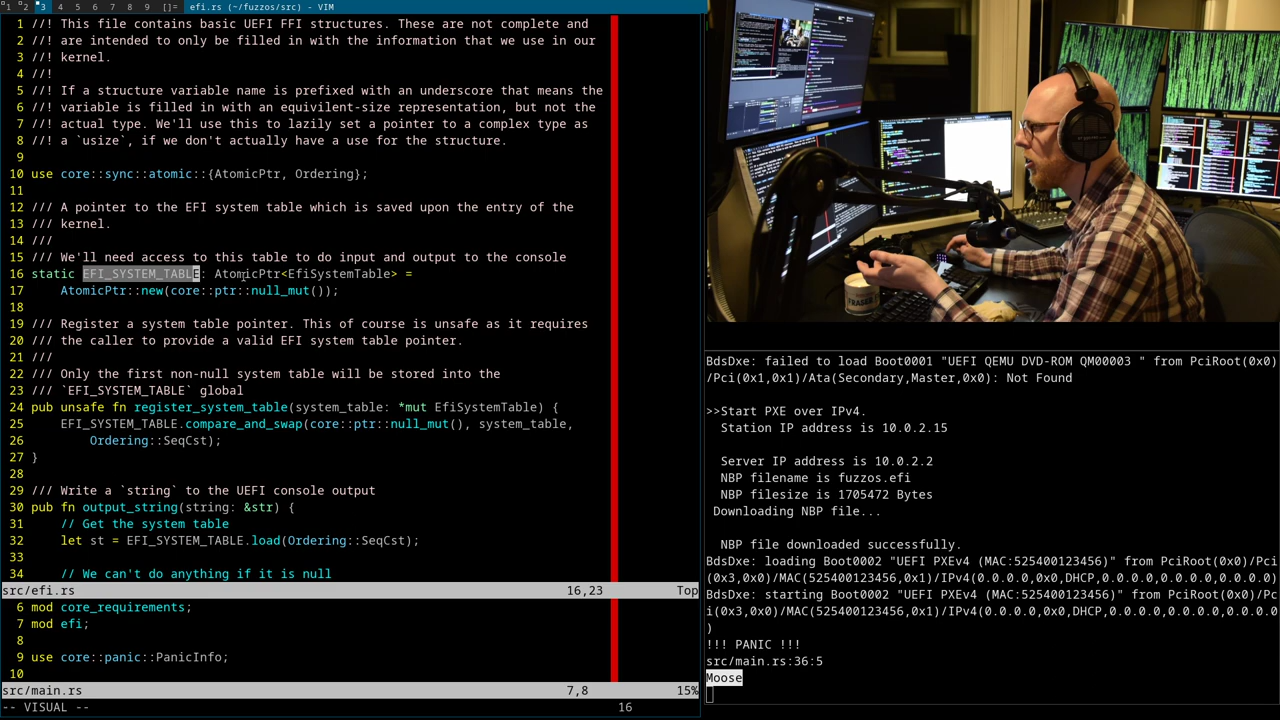 1 2 3 4 5 6 7 8 9 []= efi.rs (~/fuzzos/src) - VIM
1 //! This file contains basic UEFI FFI structures. These are not complete and
2 //! are intended to only be filled in with the information that we use in our
3 //! kernel.
4 //!
5 //! If a structure variable name is prefixed with an underscore that means the
6 //! variable is filled in with an equivilent-size representation, but not the
7 //! actual type. We'll use this to lazily set a pointer to a complex type as
8 //! a `usize`, if we don't actually have a use for the structure.
9
10 use core::sync::atomic::{AtomicPtr, Ordering};
11
12 /// A pointer to the EFI system table which is saved upon the entry of the
13 /// kernel.
14 ///
15 /// We'll need access to this table to do input and output to the console
16 static EFI_SYSTEM_TABLE: AtomicPtr<EfiSystemTable> =
17     AtomicPtr::new(core::ptr::null_mut());
18
19 /// Register a system table pointer. This of course is unsafe as it requires
20 /// the caller to provide a valid EFI system table pointer.
21 ///
22 /// Only the first non-null system table will be stored into the
23 /// `EFI_SYSTEM_TABLE` global
24 pub unsafe fn register_system_table(system_table: *mut EfiSystemTable) {
25     EFI_SYSTEM_TABLE.compare_and_swap(core::ptr::null_mut(), system_table,
26         Ordering::SeqCst);
27 }
28
29 /// Write a `string` to the UEFI console output
30 pub fn output_string(string: &str) {
31     // Get the system table
32     let st = EFI_SYSTEM_TABLE.load(Ordering::SeqCst);
33
34     // We can't do anything if it is null
src/efi.rs 16,23 Top
6 mod core_requirements;
7 mod efi;
8
9 use core::panic::PanicInfo;
10
src/main.rs 7,8 15%
-- VISUAL -- 16
BdsDxe: failed to load Boot0001 "UEFI QEMU DVD-ROM QM00003 " from PciRoot(0x0)
/Pci(0x1,0x1)/Ata(Secondary,Master,0x0): Not Found
>>Start PXE over IPv4.
Station IP address is 10.0.2.15
Server IP address is 10.0.2.2
NBP filename is fuzzos.efi
NBP filesize is 1705472 Bytes
Downloading NBP file...
NBP file downloaded successfully.
BdsDxe: loading Boot0002 "UEFI PXEv4 (MAC:525400123456)" from PciRoot(0x0)/Pci
(0x3,0x0)/MAC(525400123456,0x1)/IPv4(0.0.0.0,0x0,DHCP,0.0.0.0,0.0.0.0,0.0.0.0)
BdsDxe: starting Boot0002 "UEFI PXEv4 (MAC:525400123456)" from PciRoot(0x0)/Pc
i(0x3,0x0)/MAC(525400123456,0x1)/IPv4(0.0.0.0,0x0,DHCP,0.0.0.0,0.0.0.0,0.0.0.0
)
!!! PANIC !!!
src/main.rs:36:5
Moose